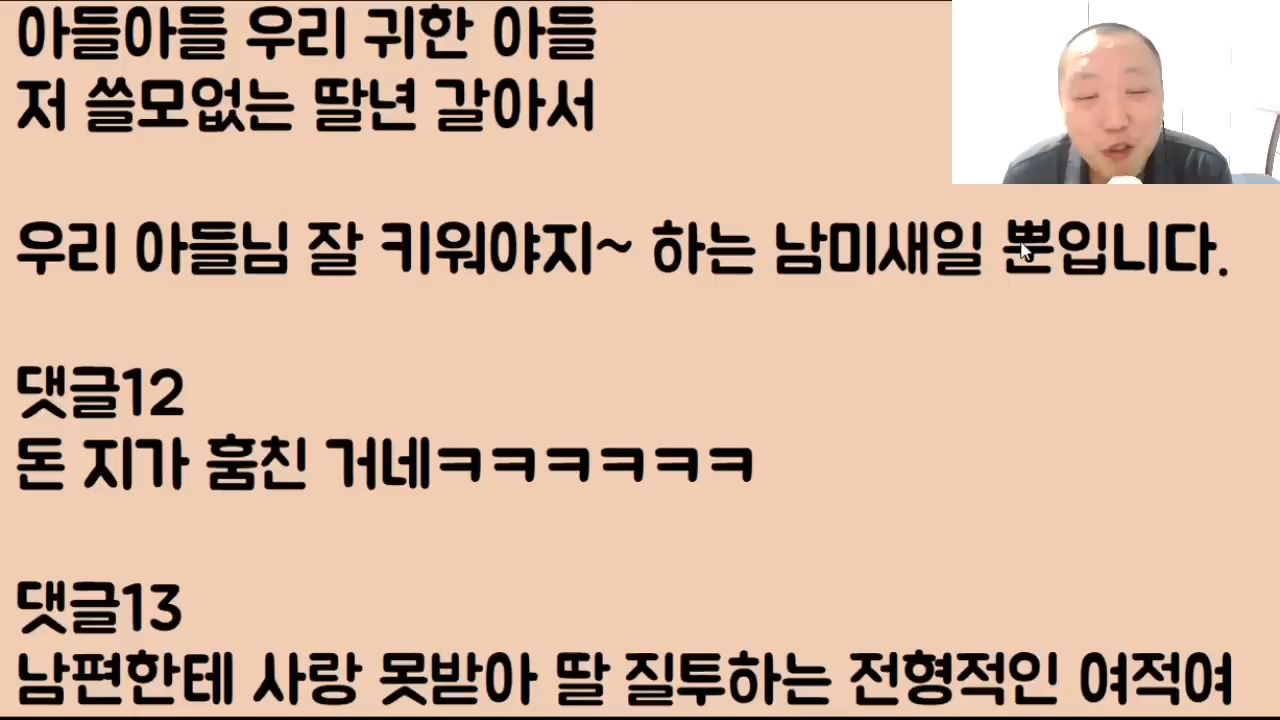 아들아들 우리 귀한 아들
저 쓸모없는 딸년 갈아서
우리 아들님 잘 키워야지~ 하는 남미새일 뿐입니다.
댓글12
돈 지가 훔친 거네ㅋㅋㅋㅋㅋㅋ
댓글13
남편한테 사랑 못받아 딸 질투하는 전형적인 여적여